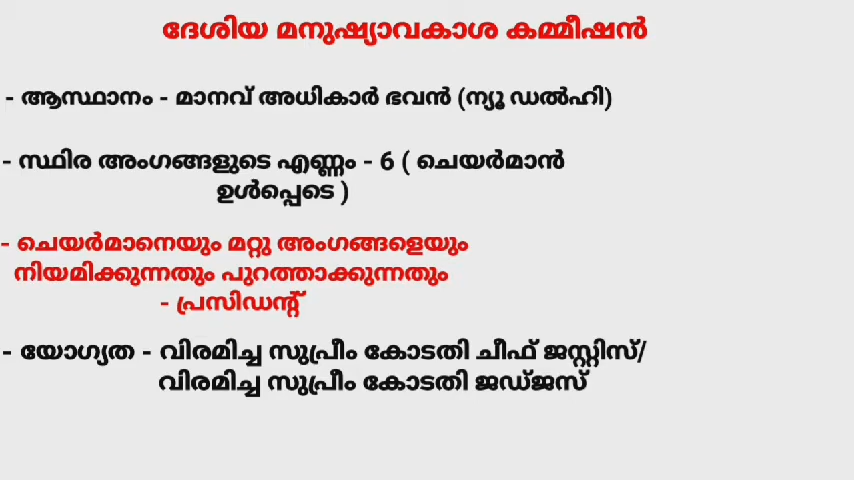 ദേശിയ മനുഷ്യാവകാശ കമ്മീഷൻ
- ആസ്ഥാനം - മാനവ് അധികാർ ഭവൻ (ന്യൂ ഡൽഹി)
- സ്ഥിര അംഗങ്ങളുടെ എണ്ണം - 6 ( ചെയർമാൻ
ഉൾപ്പെടെ )
- ചെയർമാനെയും മറ്റു അംഗങ്ങളെയും
നിയമിക്കുന്നതും പുറത്താക്കുന്നതും
- പ്രസിഡന്റ്
- യോഗ്യത - വിരമിച്ച സുപ്രീം കോടതി ചീഫ് ജസ്റ്റിസ്/
വിരമിച്ച സുപ്രീം കോടതി ജഡ്ജസ്